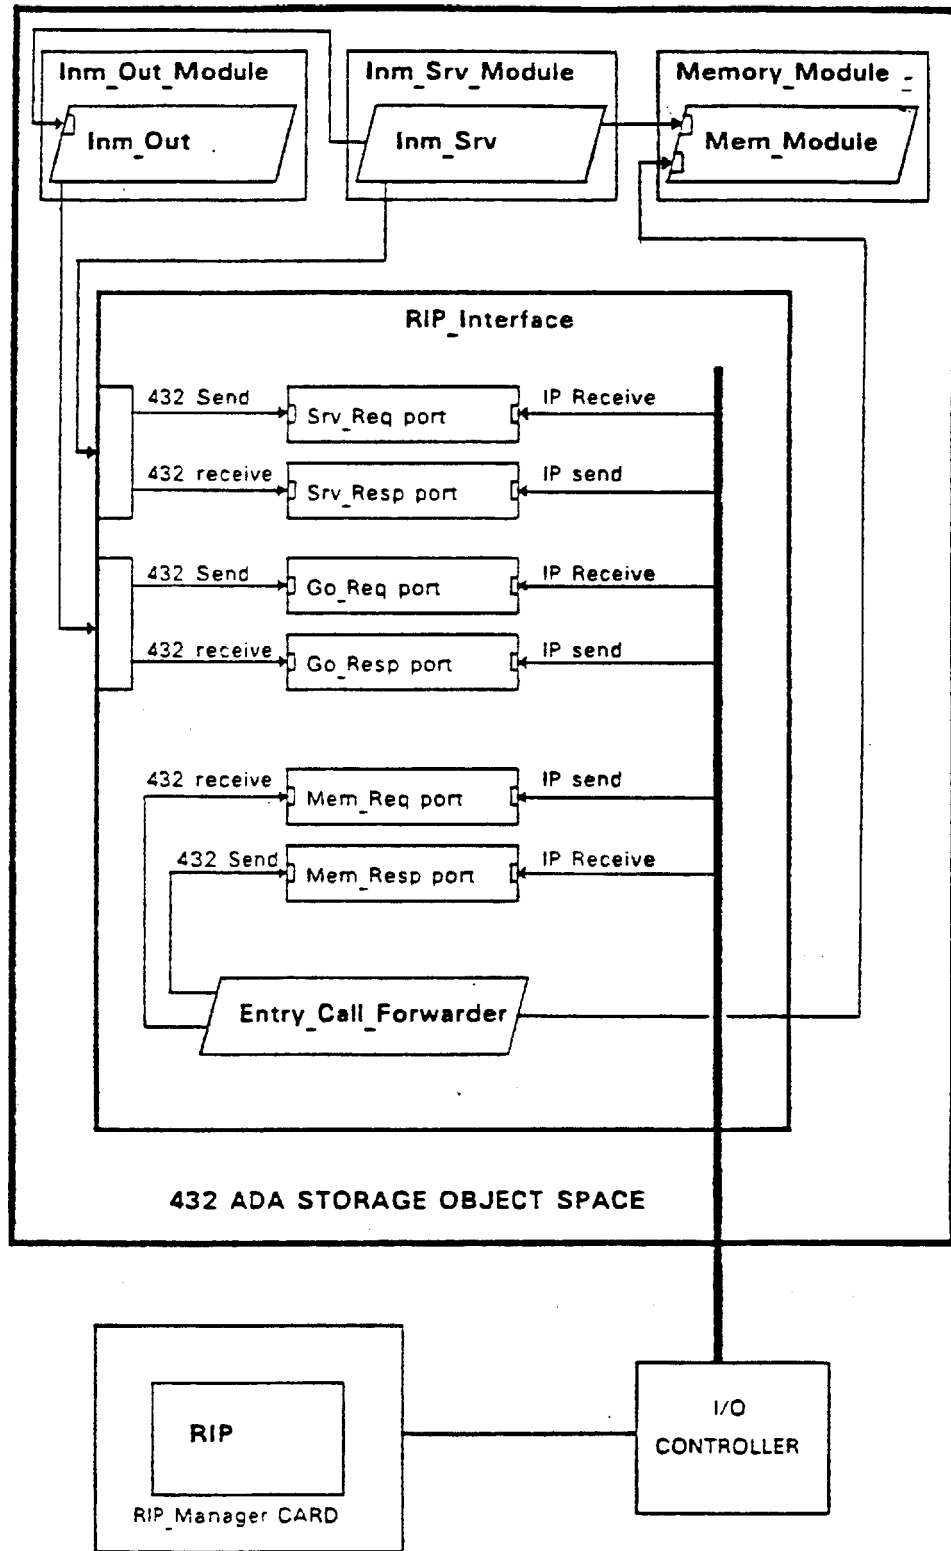 Inm_Out_Module
Inm_Srv_Module
Memory_Module
Inm_Out
Inm_Srv
Mem_Module
RIP_Interface
432 Send
Srv_Req port
IP Receive
432 receive
Srv_Resp port
IP send
432 Send
Go_Req port
IP Receive
432 receive
Go_Resp port
IP send
432 receive
Mem_Req port
IP send
432 Send
Mem_Resp port
IP Receive
Entry_Call_Forwarder
432 ADA STORAGE OBJECT SPACE
RIP
RIP_Manager CARD
I/O
CONTROLLER